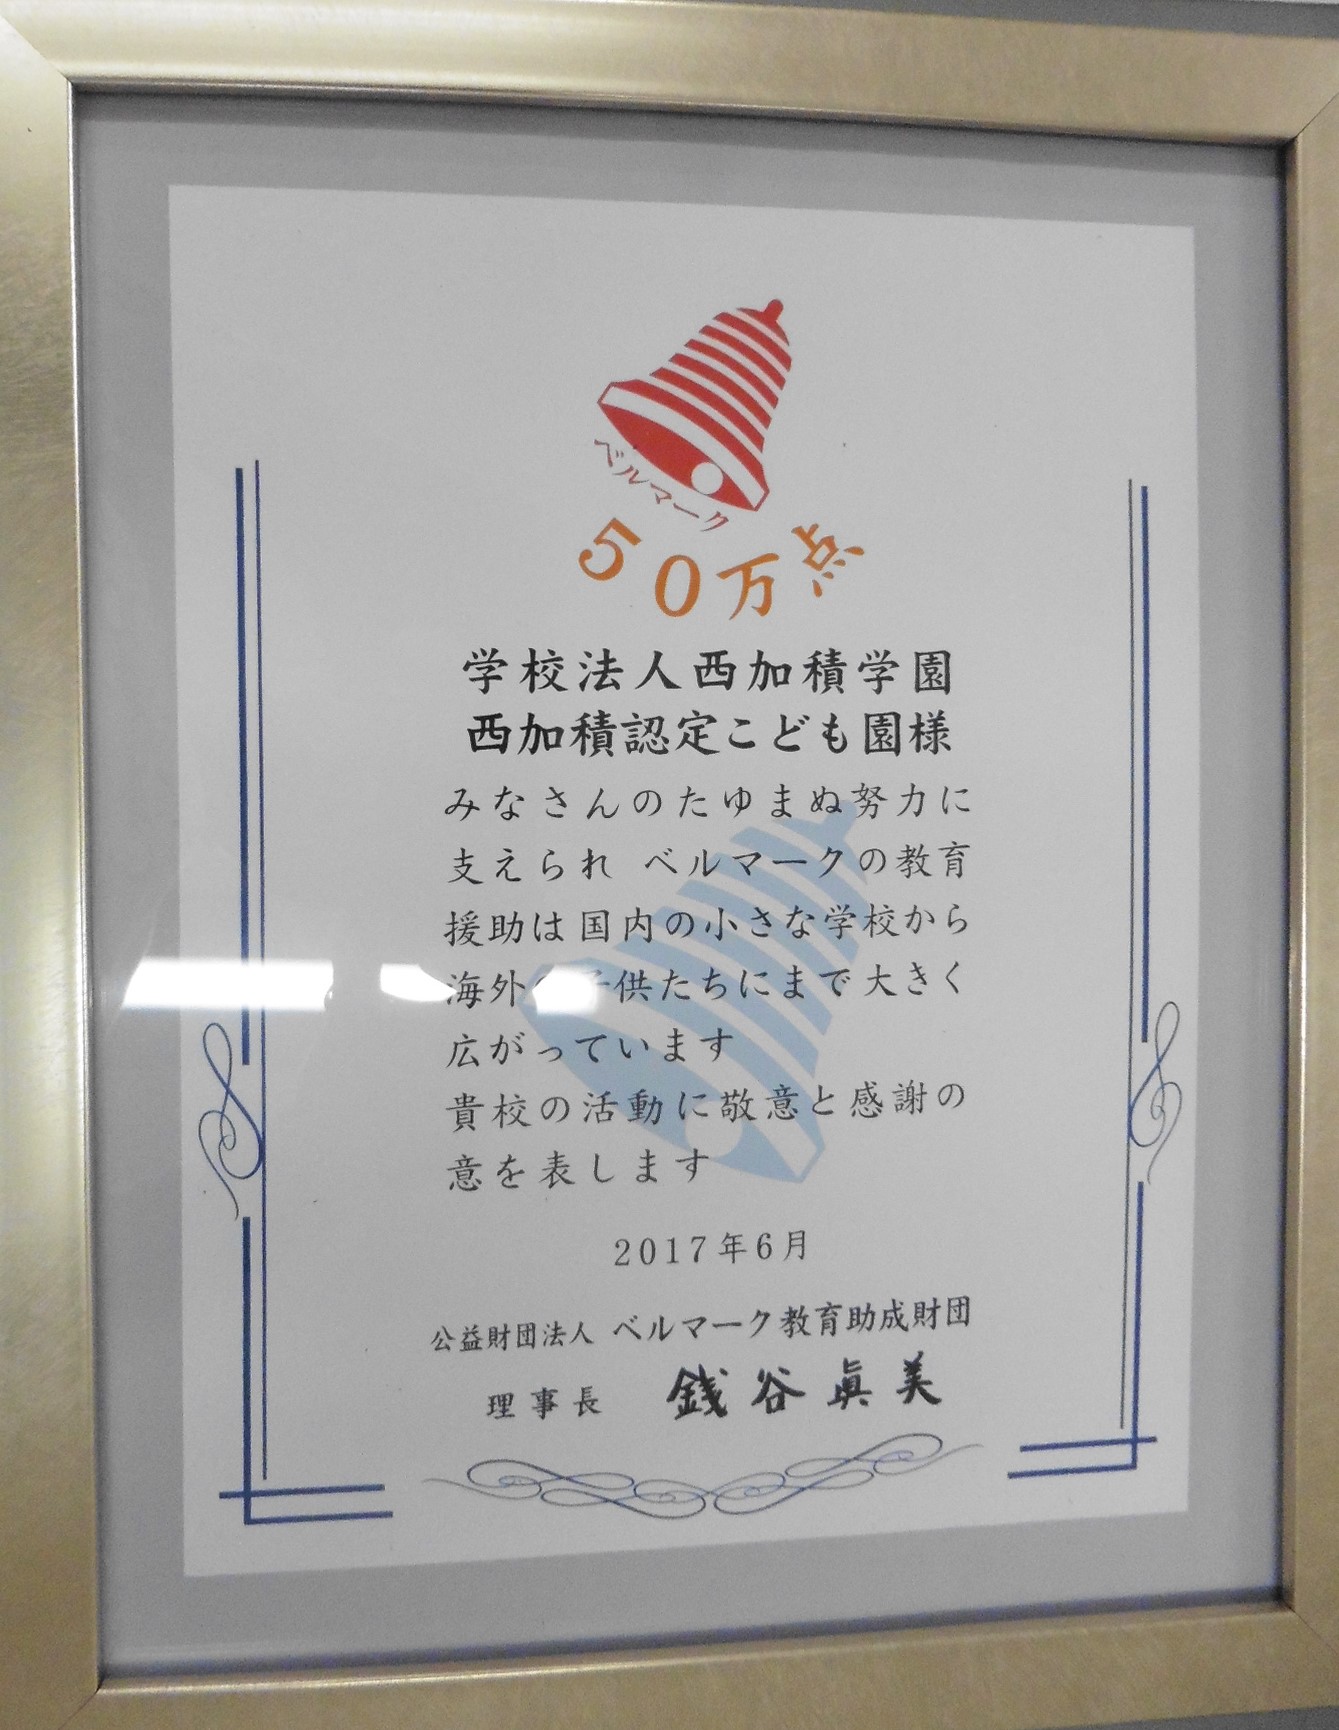 ベルマーク
50万点
学校法人西加積学園
西加積認定こども園様
みなさんのたゆまぬ努力に
支えられ ベルマークの教育
援助は国内の小さな学校から
海外の子供たちにまで大きく
広がっています
貴校の活動に敬意と感謝の
意を表します
2017年6月
公益財団法人 ベルマーク教育助成財団
理事長 銭谷眞美